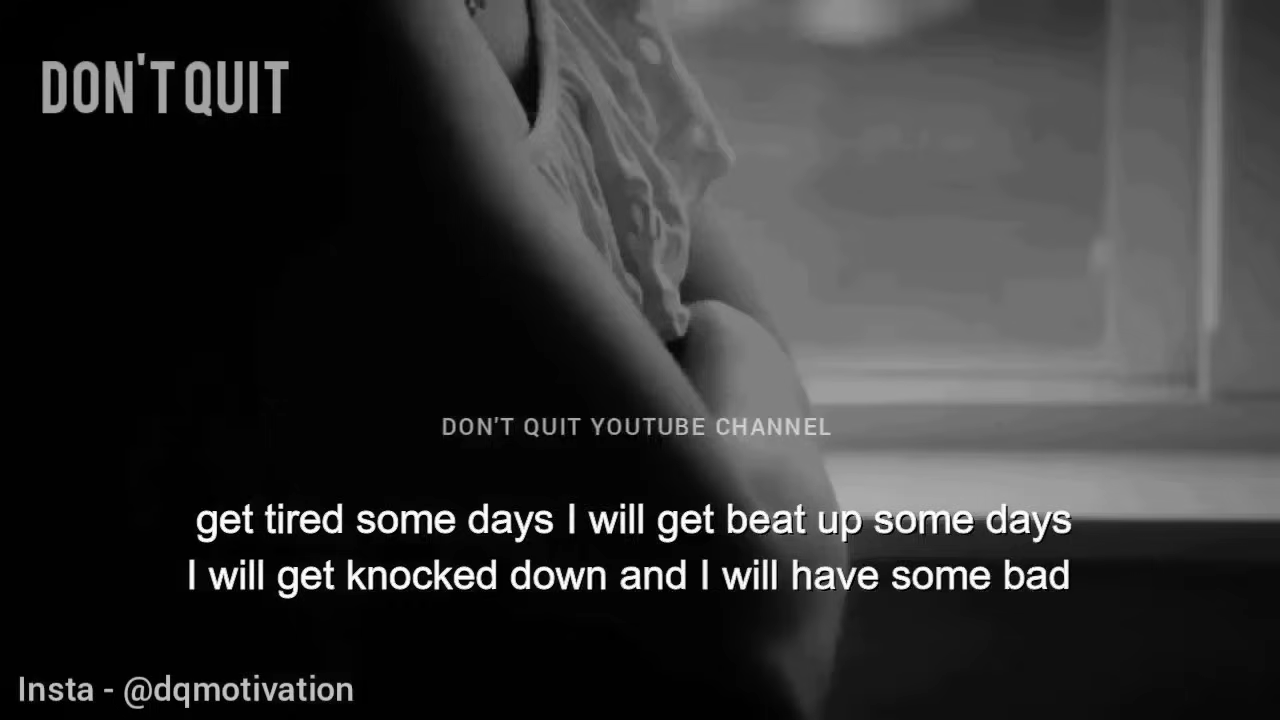 DON'T QUIT
DON'T QUIT YOUTUBE CHANNEL
get tired some days I will get beat up some days
I will get knocked down and I will have some bad
Insta - @dqmotivation